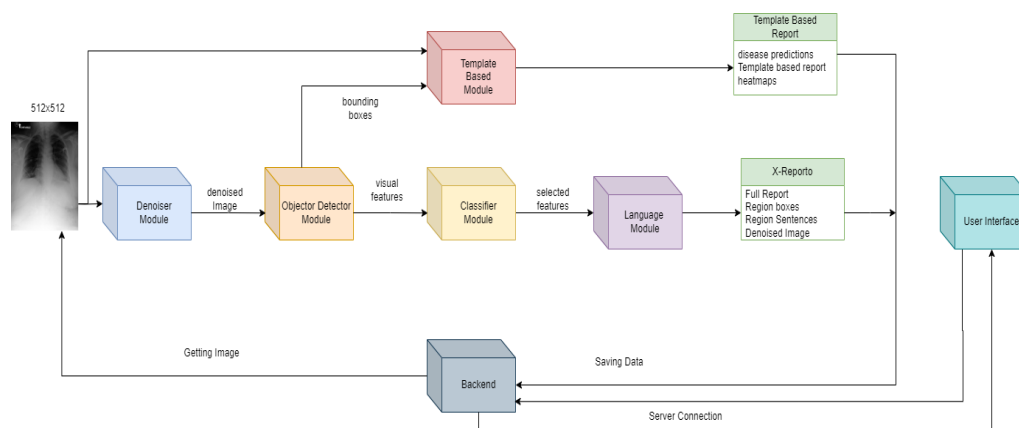 Template Based
Report
disease predictions
Template based report
heatmaps
Template
Based
Module
bounding
boxes
512x512
Denoiser
Module
denoised
Image
Objector Detector
Module
visual
features
Classifier
Module
selected
features
Language
Module
X-Reporto
Full Report
Region boxes
Region Sentences
Denoised Image
User Interface
Getting Image
Backend
Saving Data
Server Connection